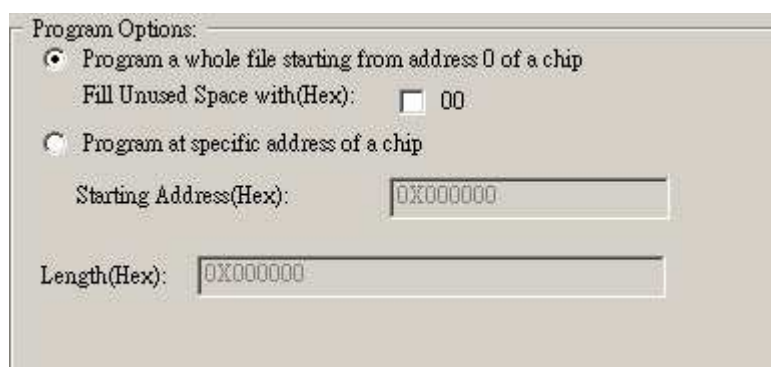 Program Options:
Program a whole file starting from address 0 of a chip
Fill Unused Space with(Hex): 00
Program at specific address of a chip
Starting Address(Hex): 0X000000
Length(Hex): 0X000000